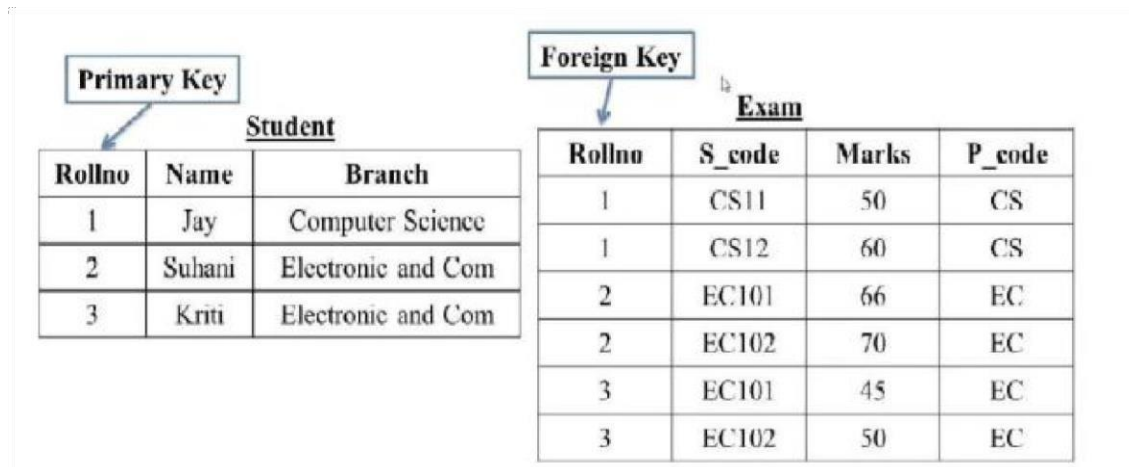 Primary Key
Student
Rollno Name Branch
1 Jay Computer Science
2 Suhani Electronic and Com
3 Kriti Electronic and Com
Foreign Key
Exam
Rollno S_code Marks P_code
1 CS11 50 CS
1 CS12 60 CS
2 EC101 66 EC
2 EC102 70 EC
3 EC101 45 EC
3 EC102 50 EC